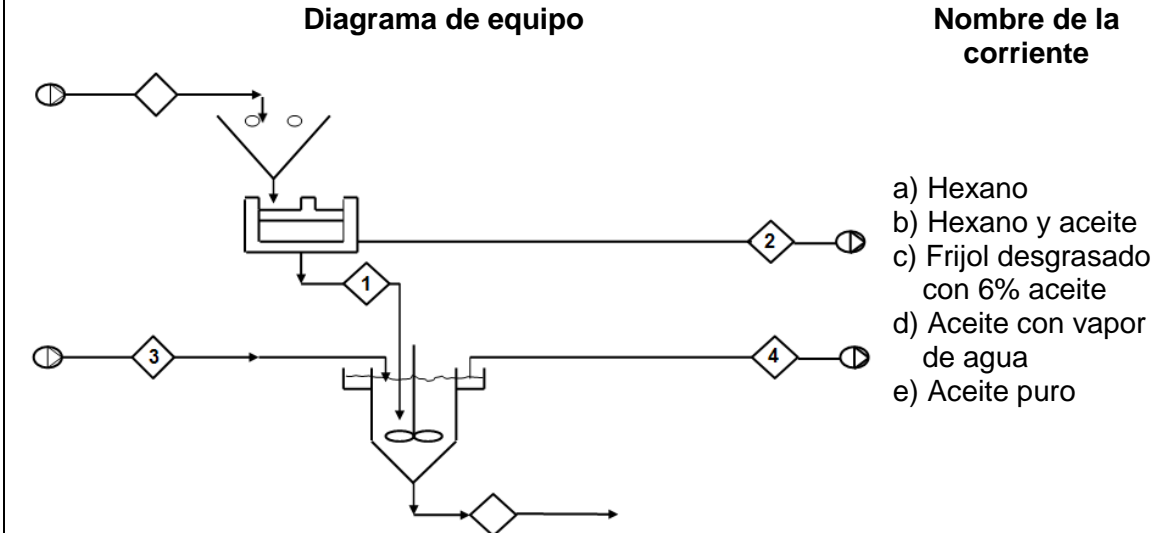 Diagrama de equipo
Nombre de la
corriente
2
1
3
4
a) Hexano
b) Hexano y aceite
c) Frijol desgrasado
con 6% aceite
d) Aceite con vapor
de agua
e) Aceite puro